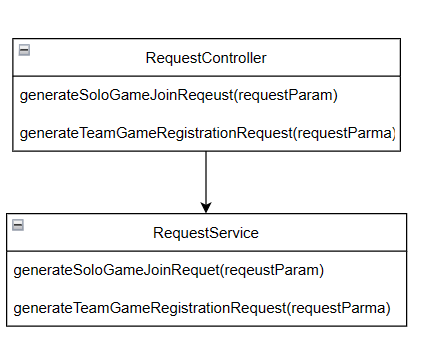 RequestController
generateSoloGameJoinReqeust(requestParam)
generateTeamGameRegistrationRequest(requestParma)
RequestService
generateSoloGameJoinRequet(reqeustParam)
generateTeamGameRegistrationRequest(requestParma)